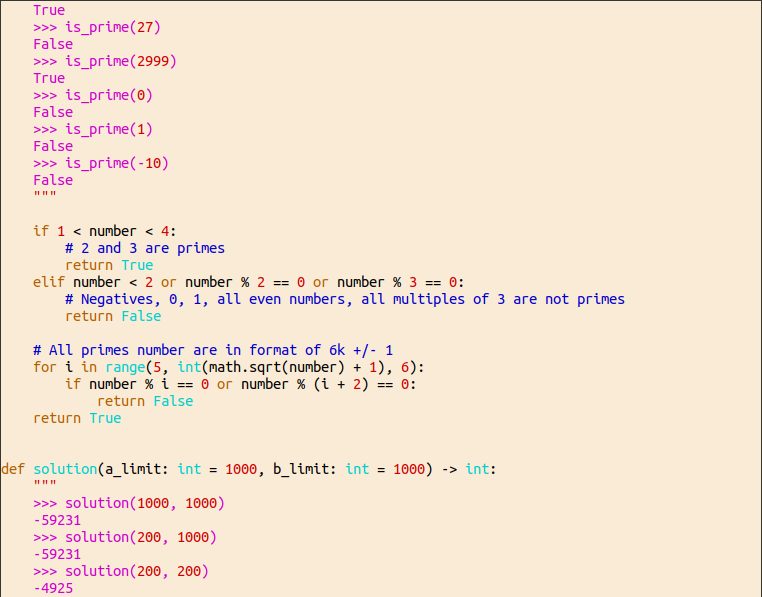 True
    >>> is_prime(27)
    False
    >>> is_prime(2999)
    True
    >>> is_prime(0)
    False
    >>> is_prime(1)
    False
    >>> is_prime(-10)
    False
    """

    if 1 < number < 4:
        # 2 and 3 are primes
        return True
    elif number < 2 or number % 2 == 0 or number % 3 == 0:
        # Negatives, 0, 1, all even numbers, all multiples of 3 are not primes
        return False

    # All primes number are in format of 6k +/- 1
    for i in range(5, int(math.sqrt(number) + 1), 6):
        if number % i == 0 or number % (i + 2) == 0:
            return False
    return True


def solution(a_limit: int = 1000, b_limit: int = 1000) -> int:
    """
    >>> solution(1000, 1000)
    -59231
    >>> solution(200, 1000)
    -59231
    >>> solution(200, 200)
    -4925